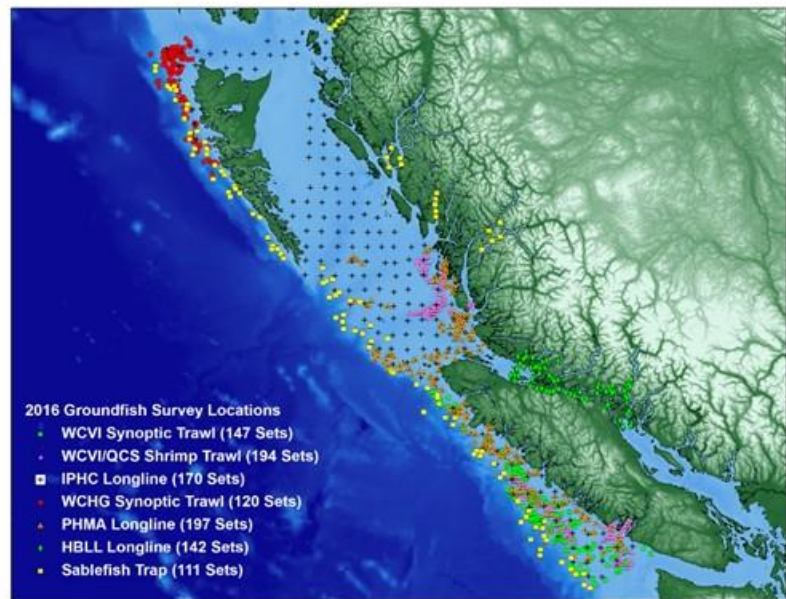 2016 Groundfish Survey Locations
WCVI Synoptic Trawl (147 Sets)
WCVI/QCS Shrimp Trawl (194 Sets)
IPHC Longline (170 Sets)
WCHG Synoptic Trawl (120 Sets)
PHMA Longline (197 Sets)
HBLL Longline (142 Sets)
Sablefish Trap (111 Sets)